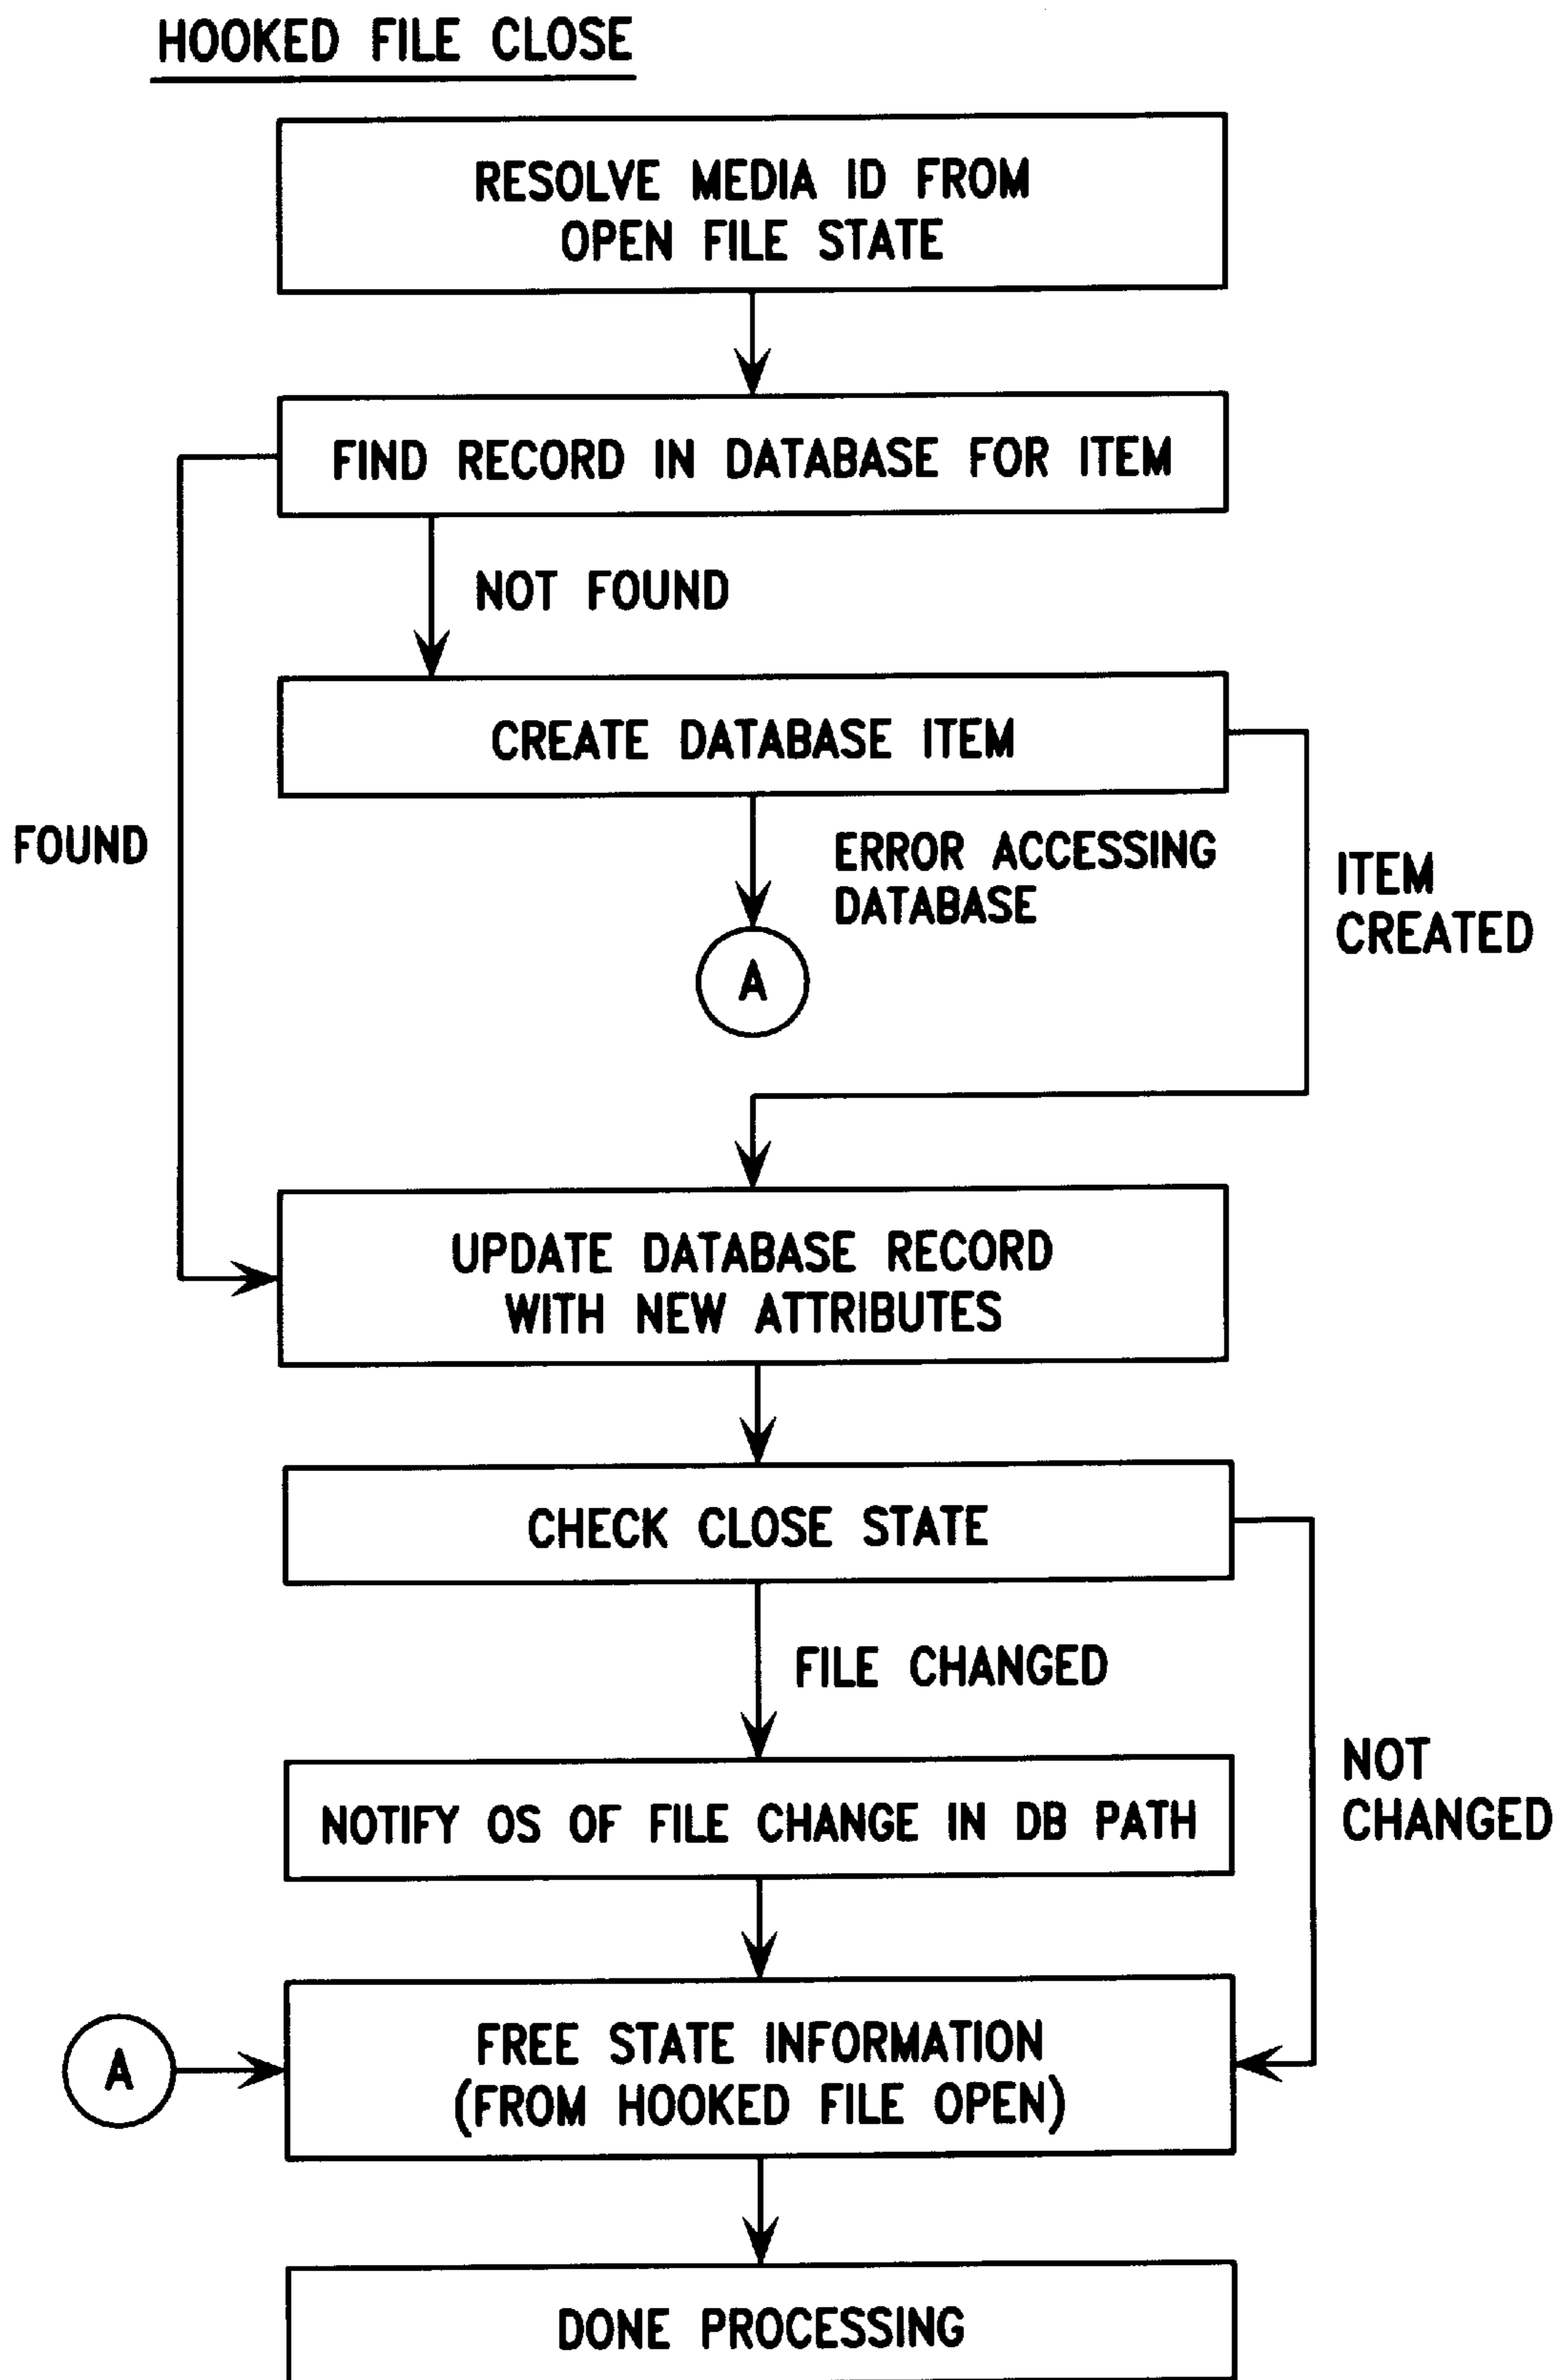 HOOKED FILE CLOSE
RESOLVE MEDIA ID FROM
OPEN FILE STATE
FIND RECORD IN DATABASE FOR ITEM
NOT FOUND
CREATE DATABASE ITEM
FOUND
ERROR ACCESSING
DATABASE
ITEM
CREATED
A
UPDATE DATABASE RECORD
WITH NEW ATTRIBUTES
CHECK CLOSE STATE
FILE CHANGED
NOT
CHANGED
NOTIFY OS OF FILE CHANGE IN DB PATH
A
FREE STATE INFORMATION
(FROM HOOKED FILE OPEN)
DONE PROCESSING